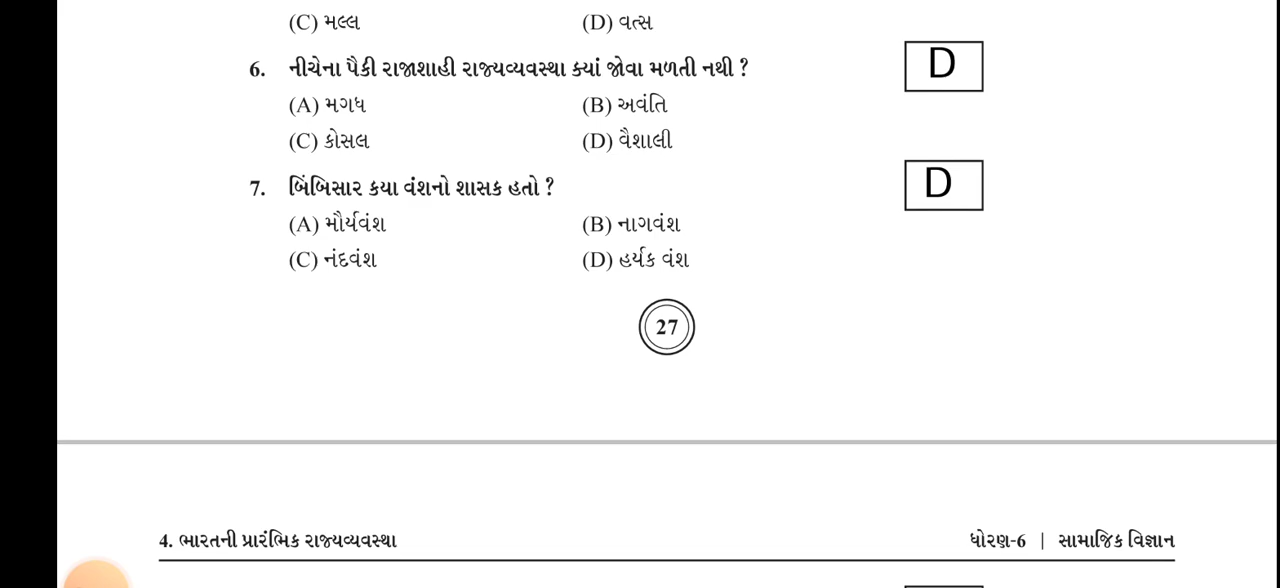 (C) મલ્લ (D) વત્સ
6. નીચેના પૈકી રાજાશાહી રાજ્યવ્યવસ્થા ક્યાં જોવા મળતી નથી ? D
(A) મગધ (B) અવંતિ
(C) કોસલ (D) વૈશાલી
7. બિંબિસાર કયા વંશનો શાસક હતો ? D
(A) મૌર્યવંશ (B) નાગવંશ
(C) નંદવંશ (D) હર્યક વંશ
27
4. ભારતની પ્રારંભિક રાજ્યવ્યવસ્થા ધોરણ-6 | સામાજિક વિજ્ઞાન